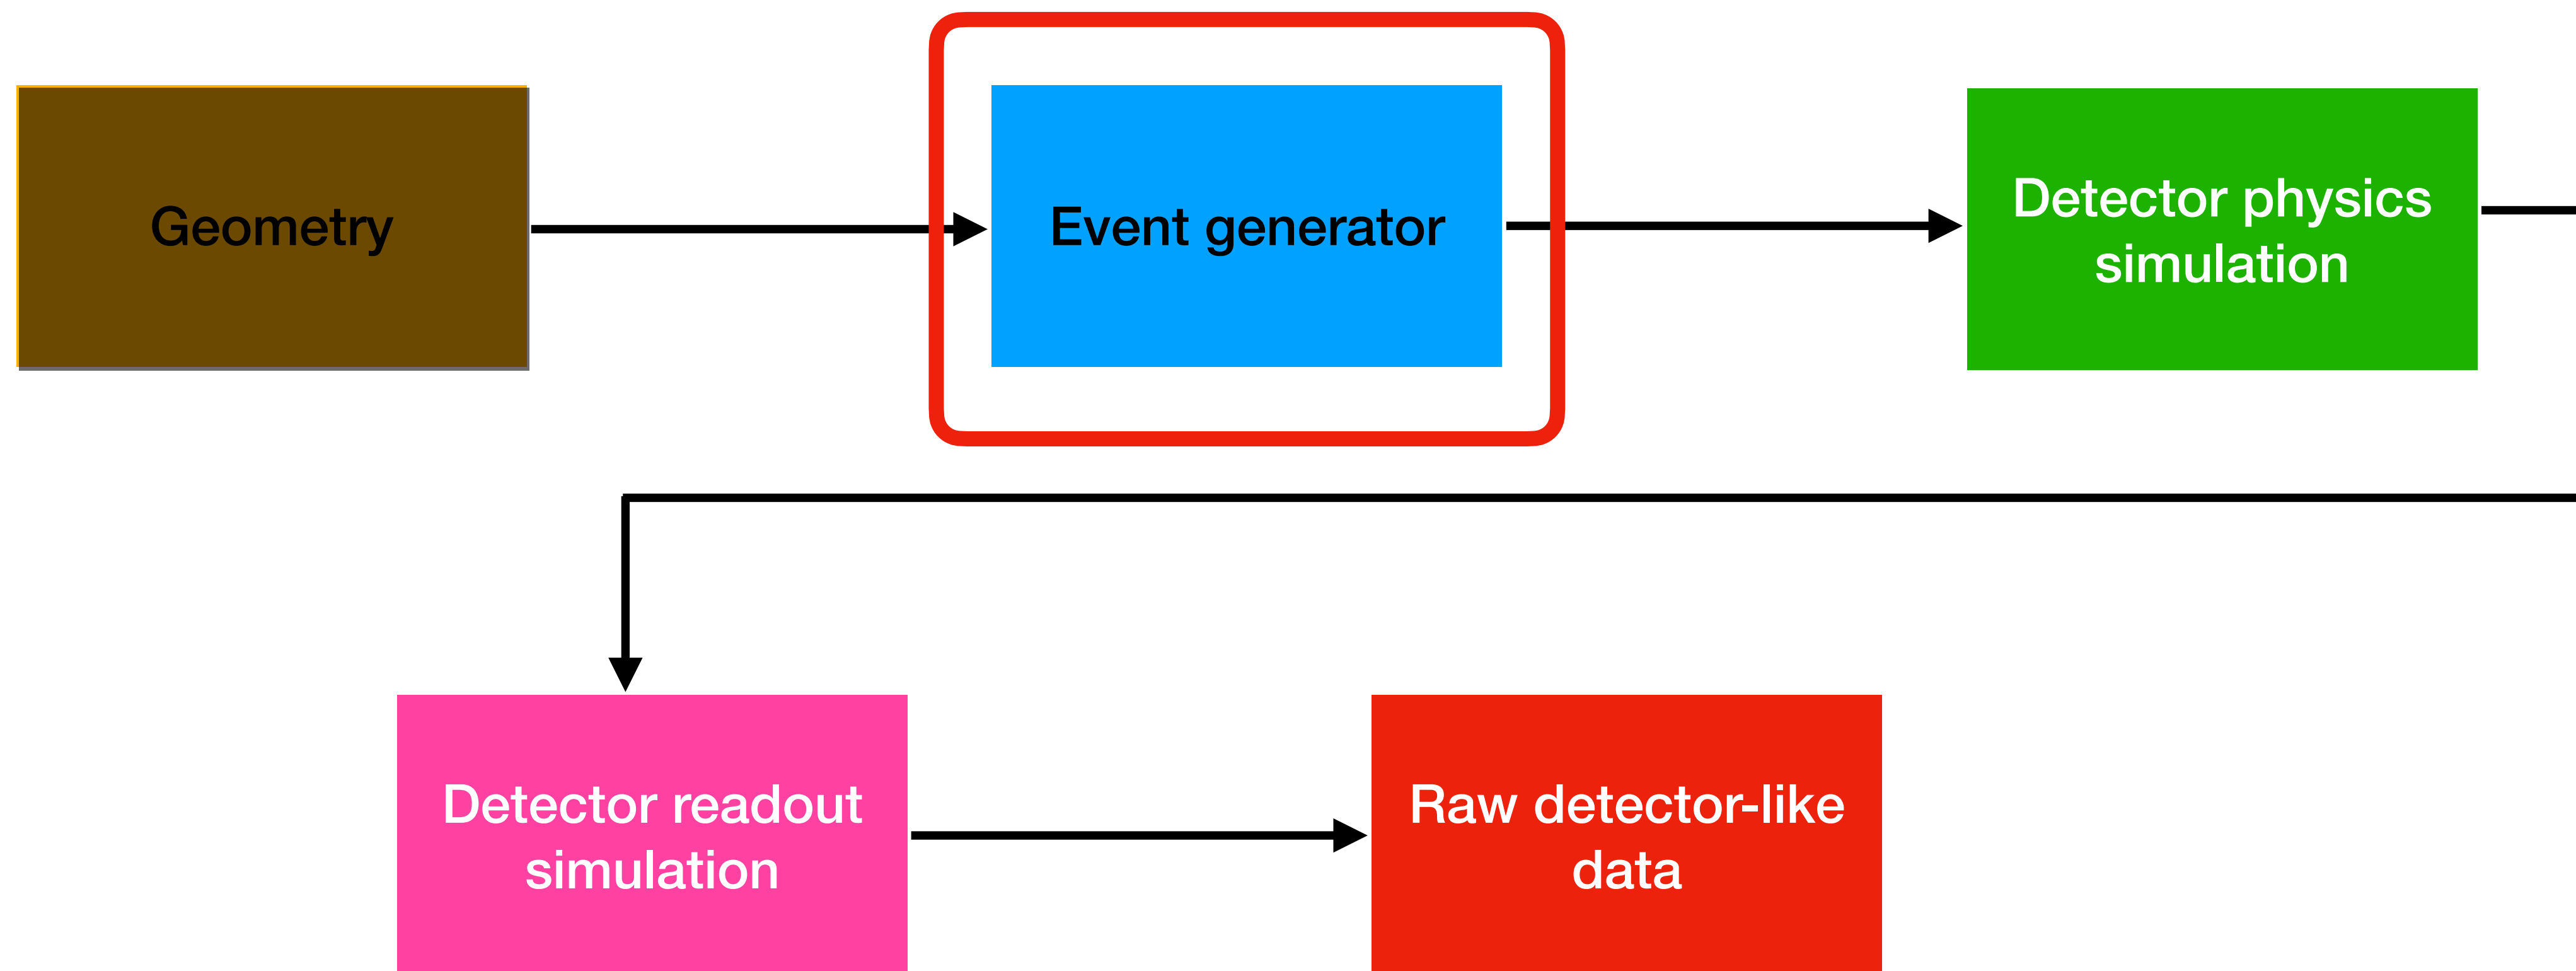 Geometry
Event generator
Detector physics
simulation
Detector readout
simulation
Raw detector-like
data